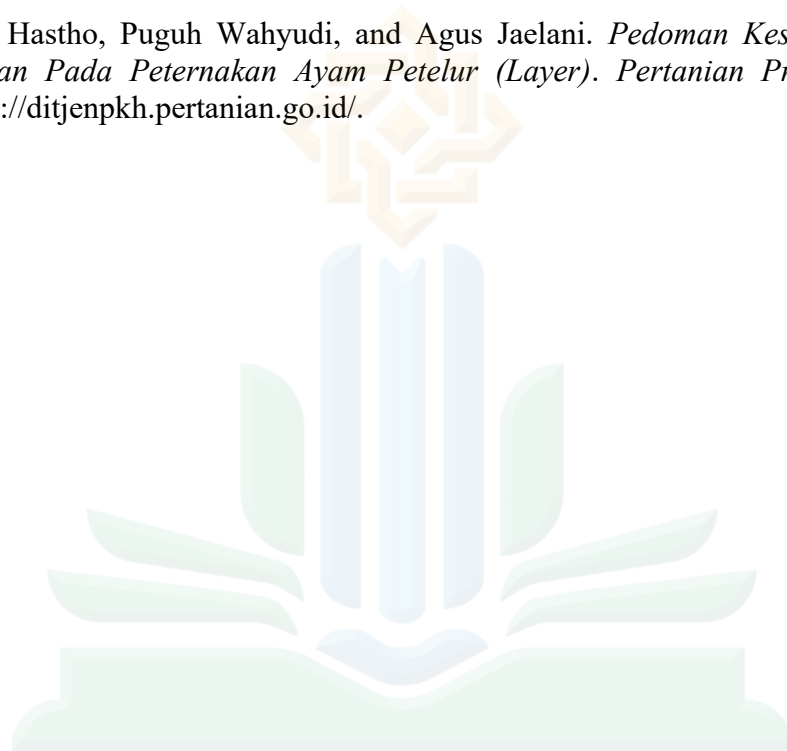 Hastho, Puguh Wahyudi, and Agus Jaelani. Pedoman Kes
an Pada Peternakan Ayam Petelur (Layer). Pertanian Pr
://ditjenpkh.pertanian.go.id/.